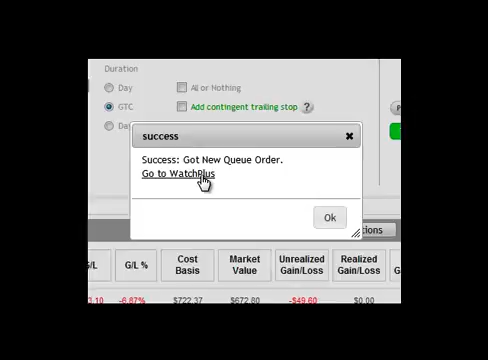 Duration
Day
All or Nothing
GTC
Add contingent trailing stop ?
success
Success: Got New Queue Order.
Go to WatchPlus
Ok
G/L %
Cost Basis
Market Value
Unrealized Gain/Loss
Realized Gain/Loss
-6.87%
$722.37
$672.80
-$49.60
$0.00